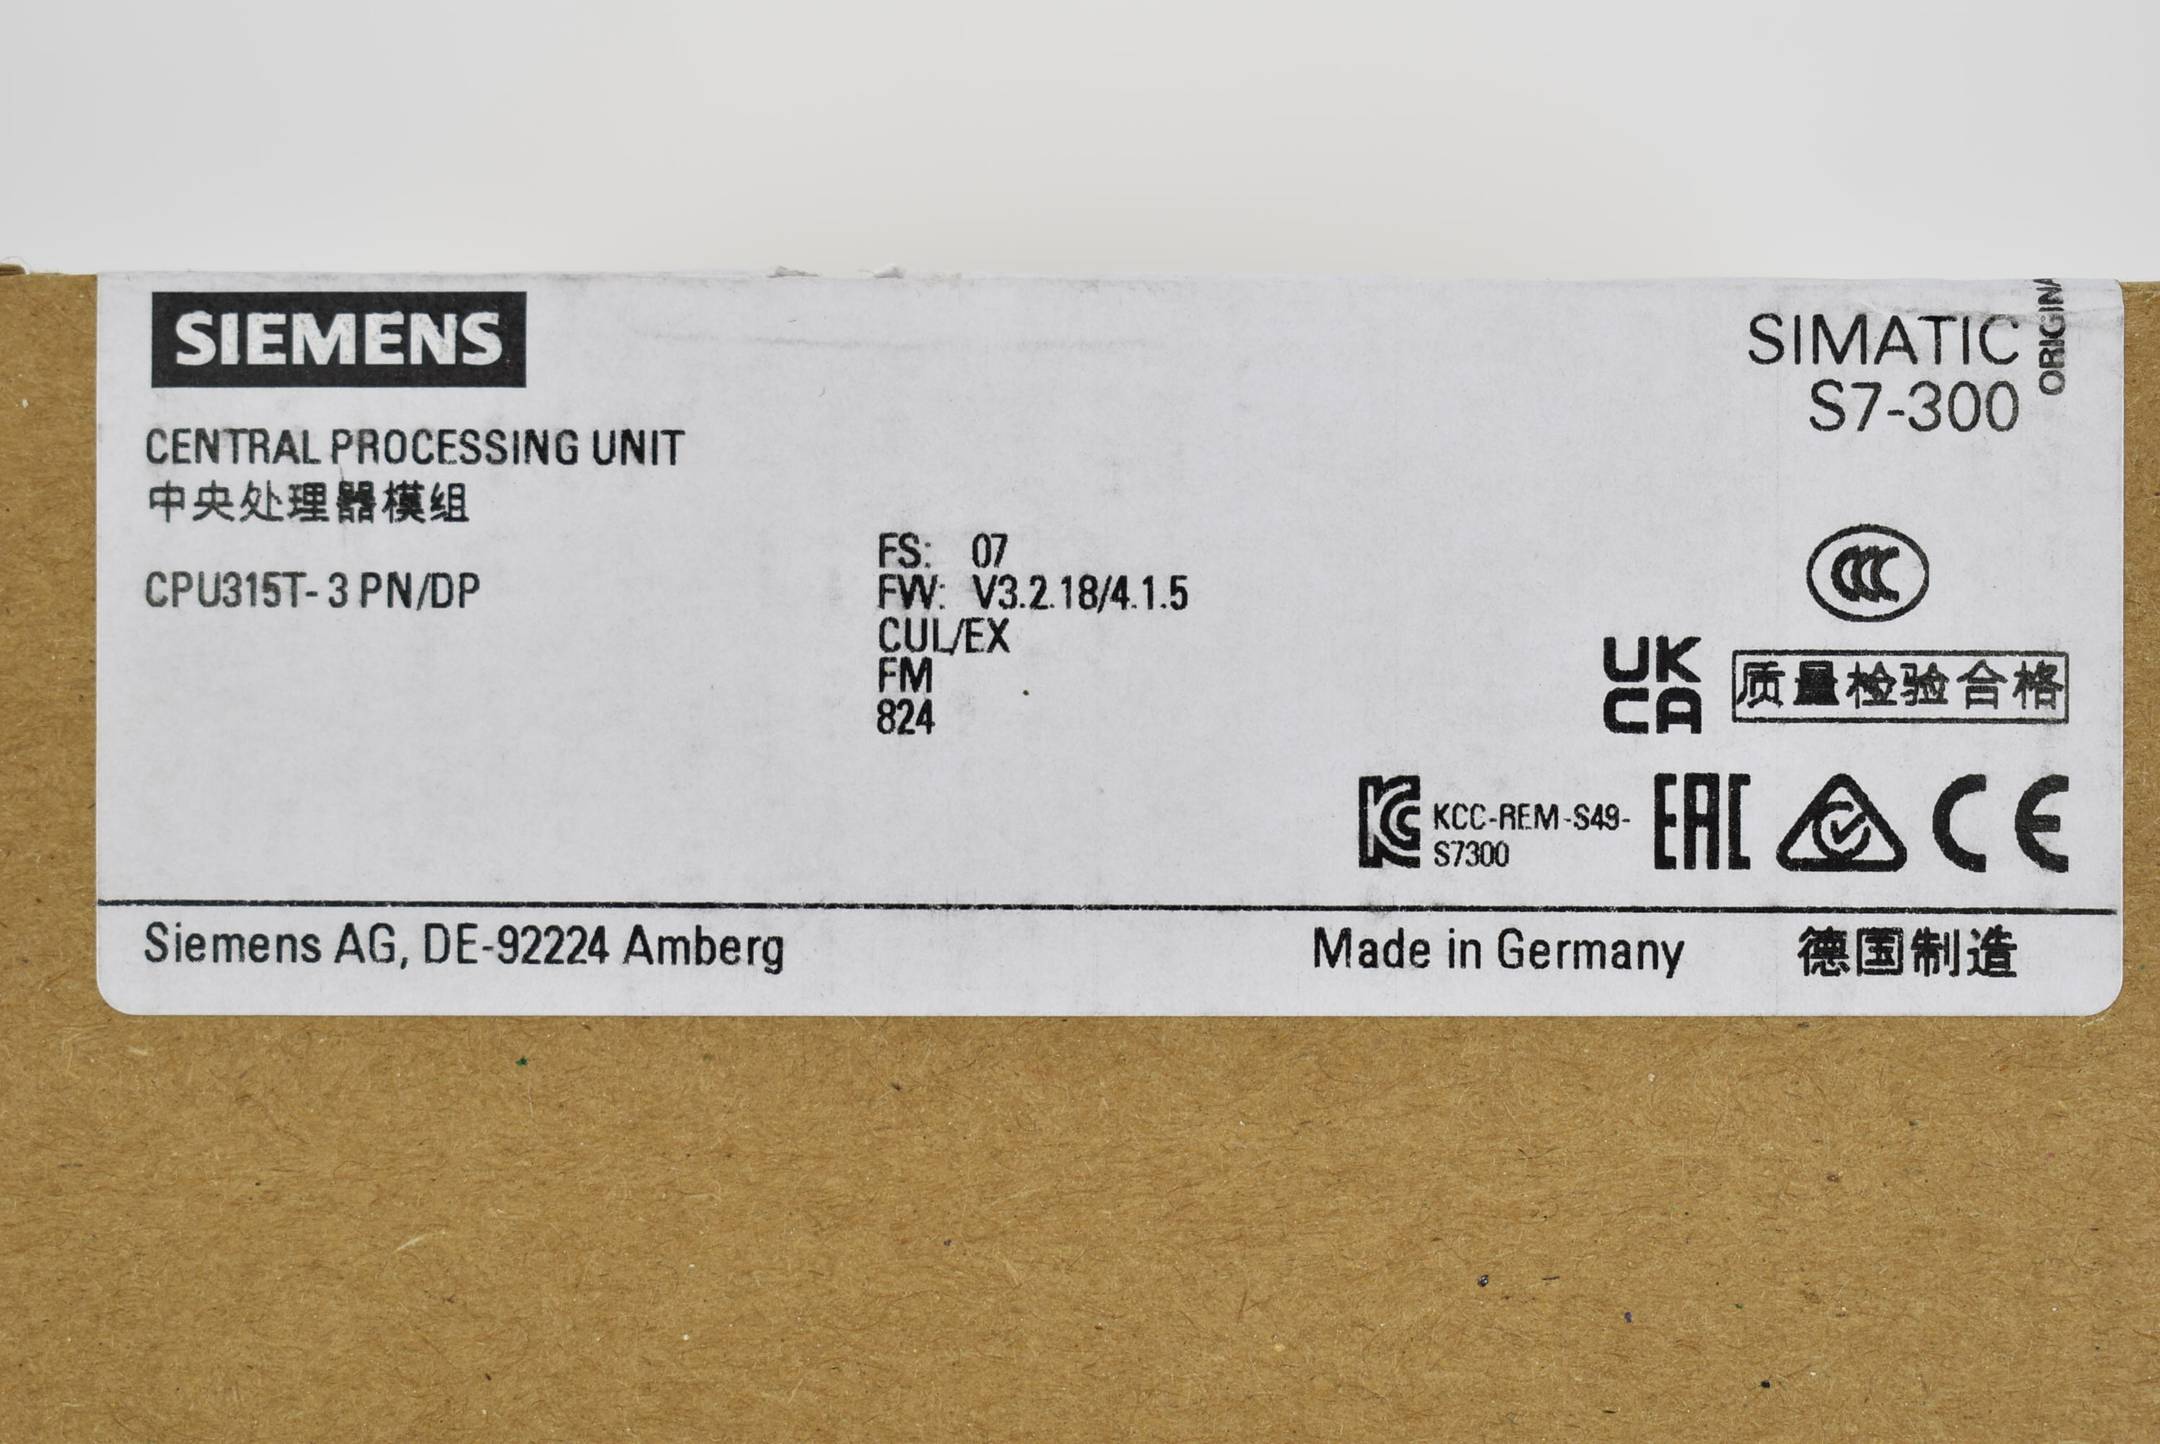 SIEMENS
SIMATIC
S7-300
CENTRAL PROCESSING UNIT
中央处理器模组
CPU315T-3 PN/DP
FS: 07
FW: V3.2.18/4.1.5
CUL/EX
FM
824
CCC
UK
CA
质量检验合格
KCC-REM-S49-
S7300
EAC
CE
Siemens AG, DE-92224 Amberg
Made in Germany 德国制造